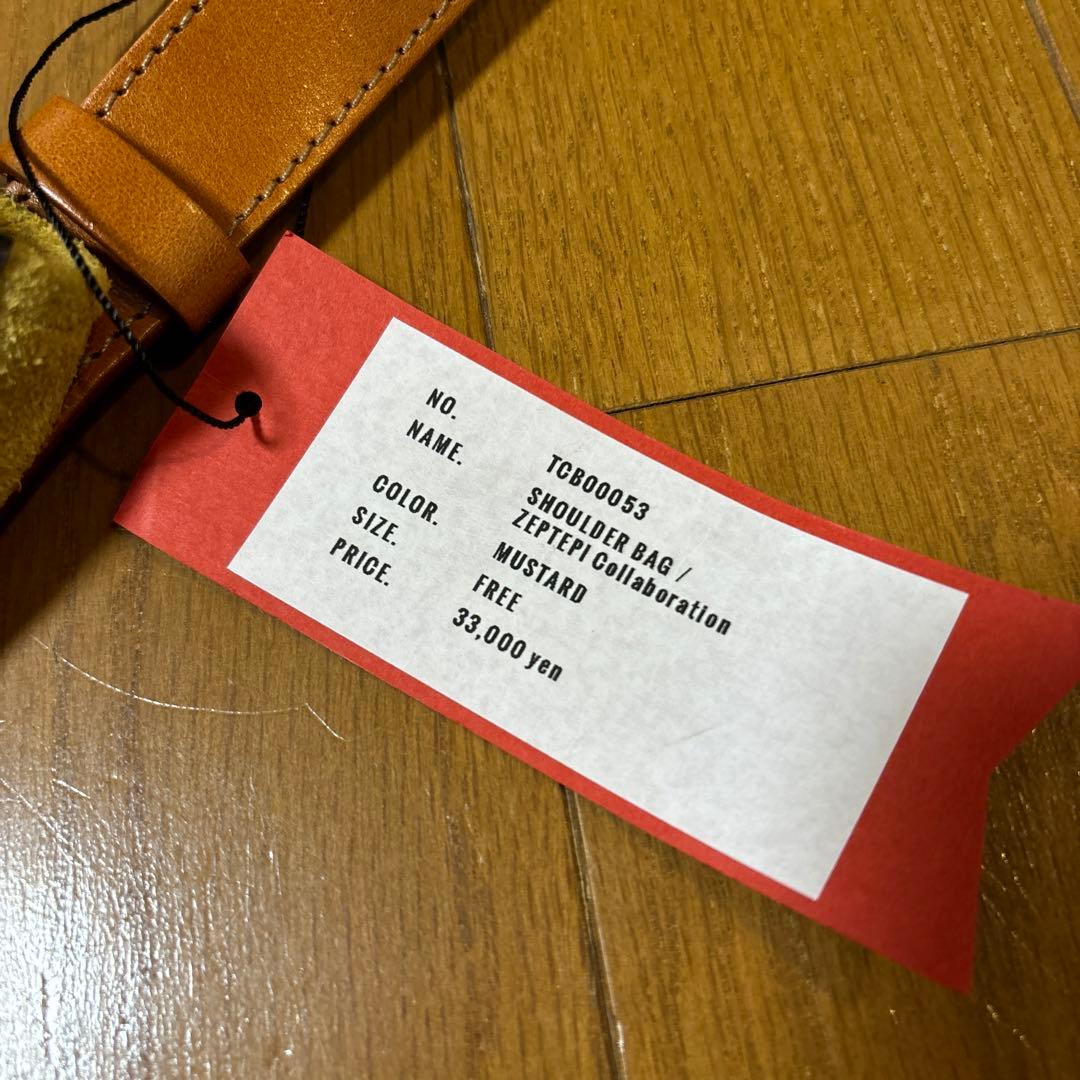 NO. TCB00053
NAME. SHOULDER BAG /
ZEPTEPI Collaboration
COLOR. MUSTARD
SIZE. FREE
PRICE. 33,000 yen